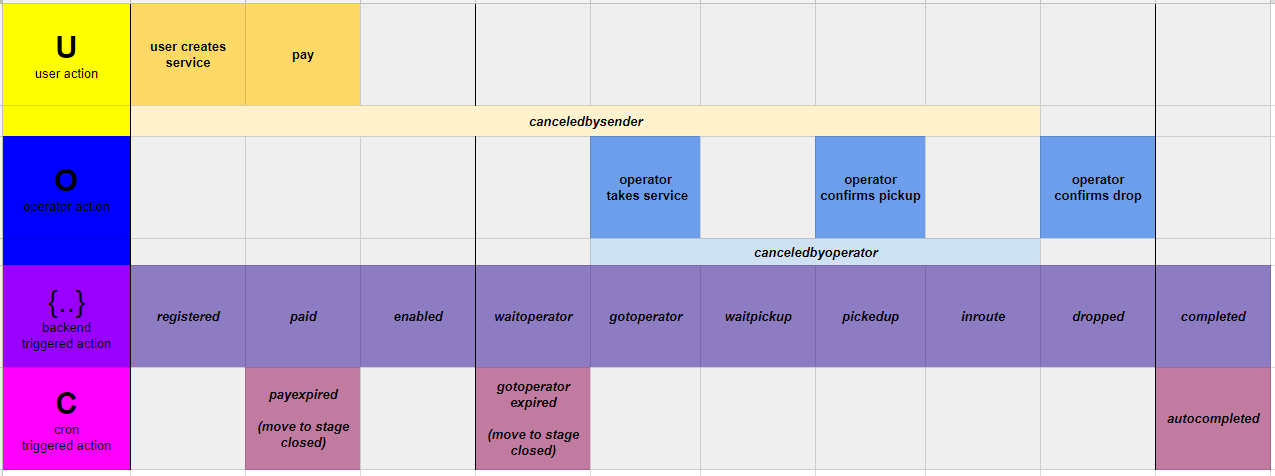 U
user action
user creates
service
pay
canceledbysender
O
operator action
operator
takes service
operator
confirms pickup
operator
confirms drop
canceledbyoperator
{..}
backend
triggered action
registered
paid
enabled
waitoperator
gotoperator
waitpickup
pickedup
inroute
dropped
completed
C
cron
triggered action
payexpired
(move to stage
closed)
gotoperator
expired
(move to stage
closed)
autocompleted